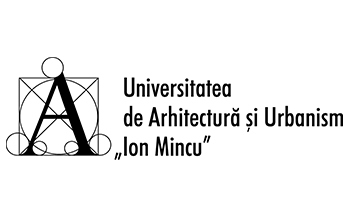 A
Universitatea
de Arhitectură și Urbanism
„Ion Mincu”